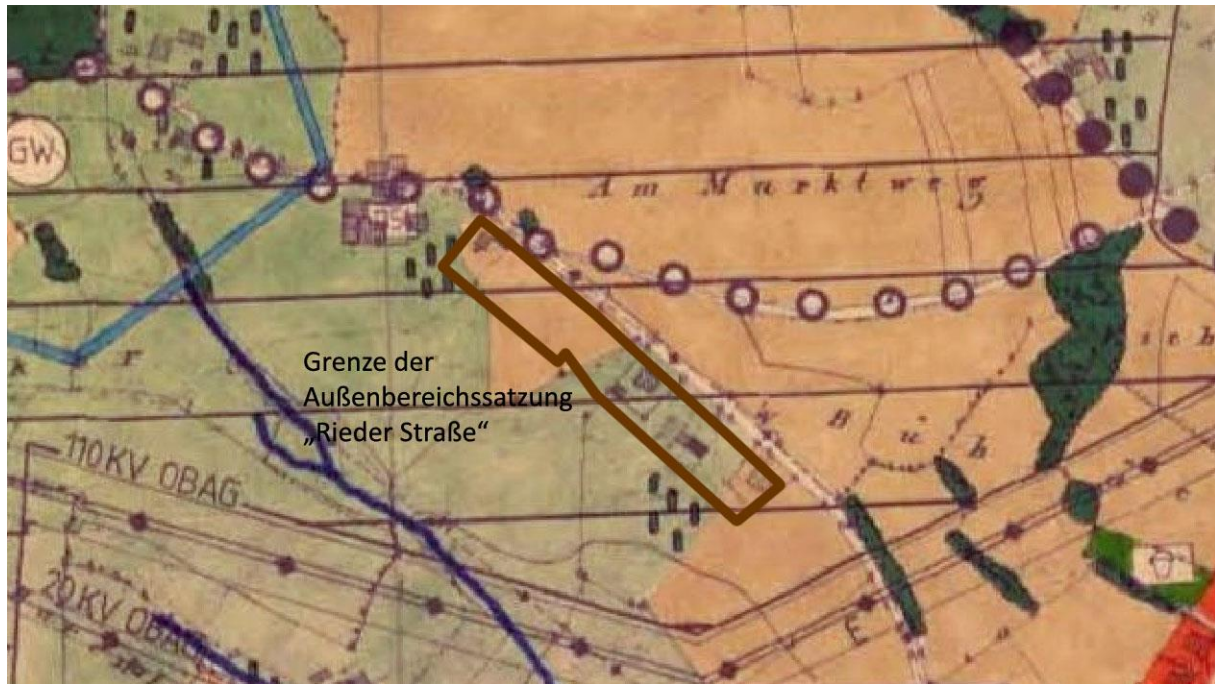 GW
Am Marktweg
Grenze der
Außenbereichssatzung
„Rieder Straße“
110KV OBAG
20KV OBAG